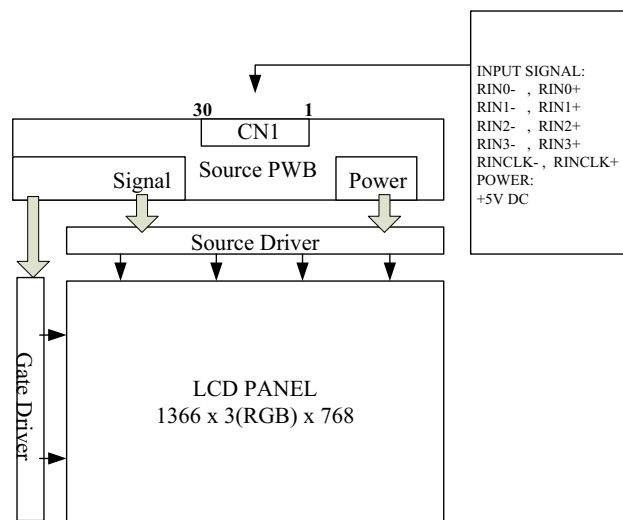 INPUT SIGNAL:
RIN0- , RIN0+
RIN1- , RIN1+
RIN2- , RIN2+
RIN3- , RIN3+
RINCLK- , RINCLK+
POWER:
+5V DC
30 1
CN1
Source PWB
Signal
Power
Source Driver
Gate Driver
LCD PANEL
1366 x 3(RGB) x 768